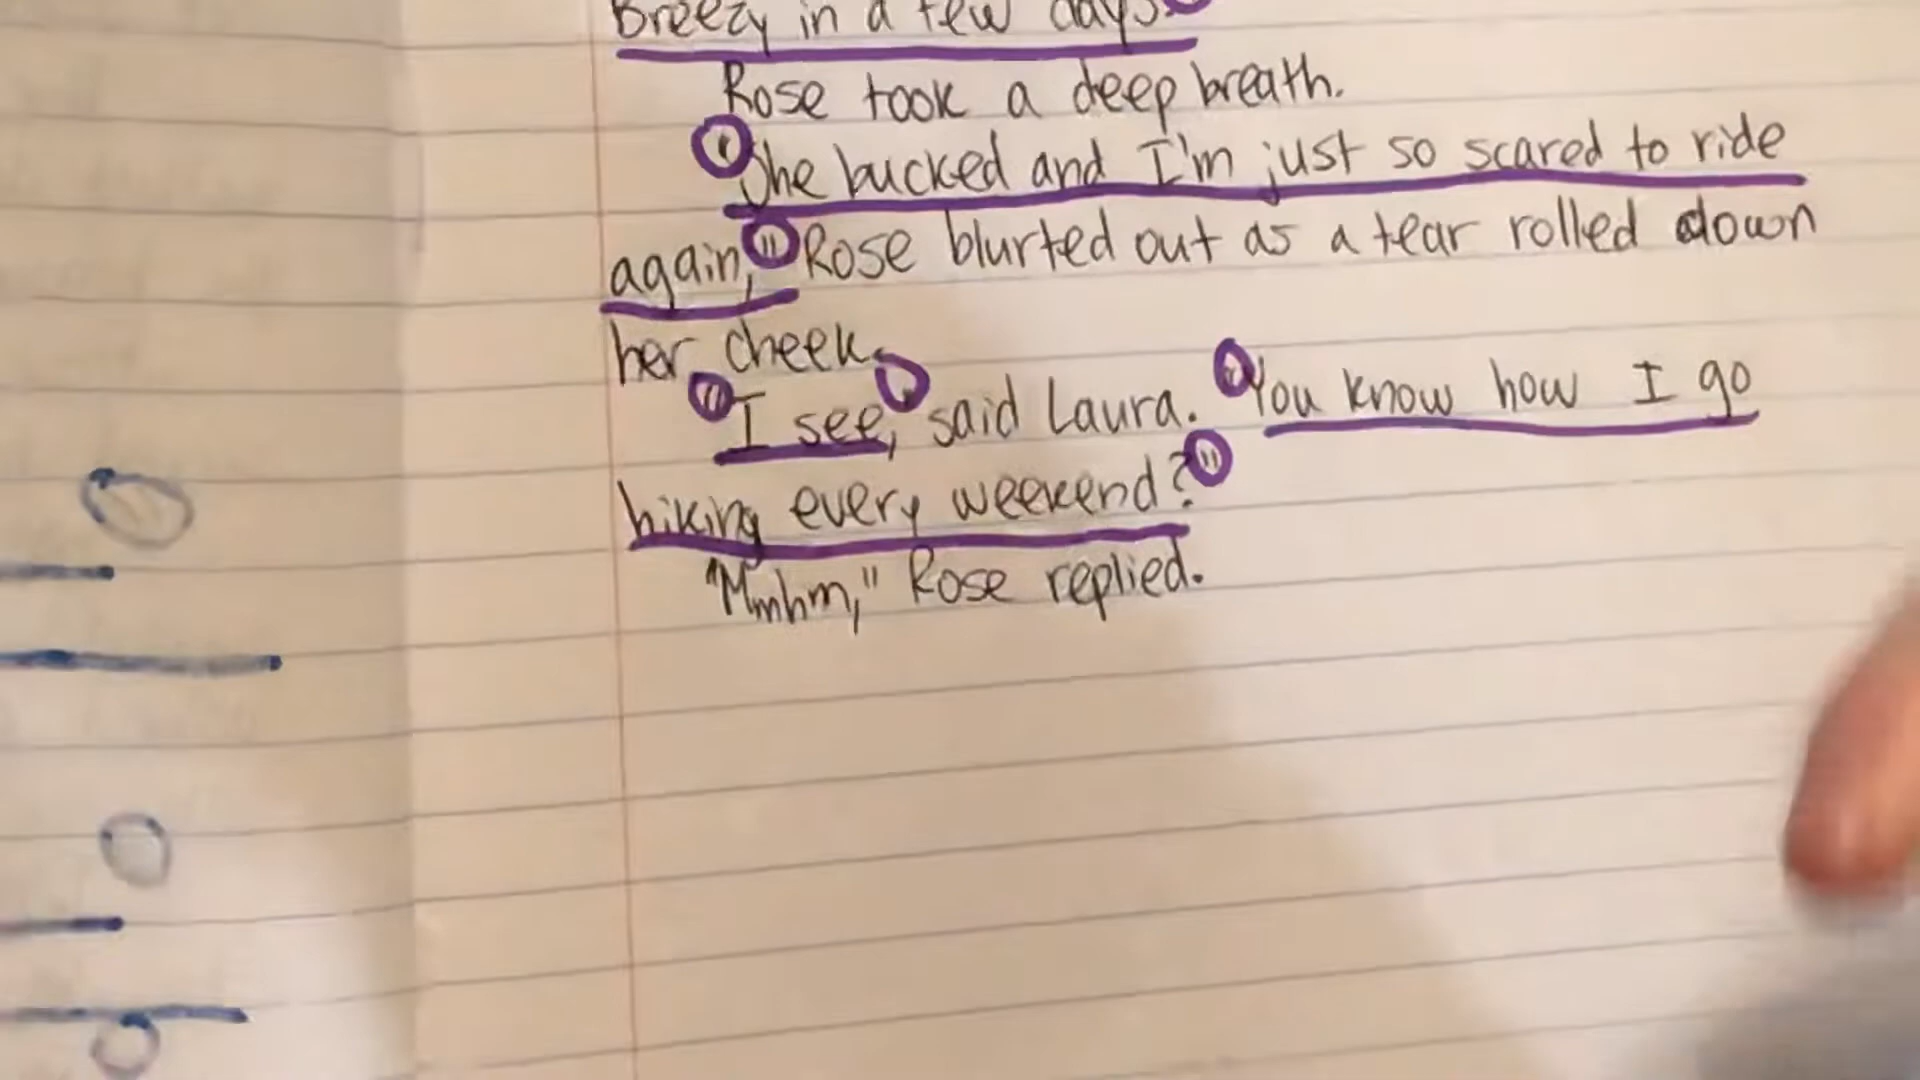 Breezy in a few days."
Rose took a deep breath.
"She bucked and I'm just so scared to ride
again," Rose blurted out as a tear rolled down
her cheek.
"I see," said Laura. "You know how I go
hiking every weekend?"
"Mmhm," Rose replied.